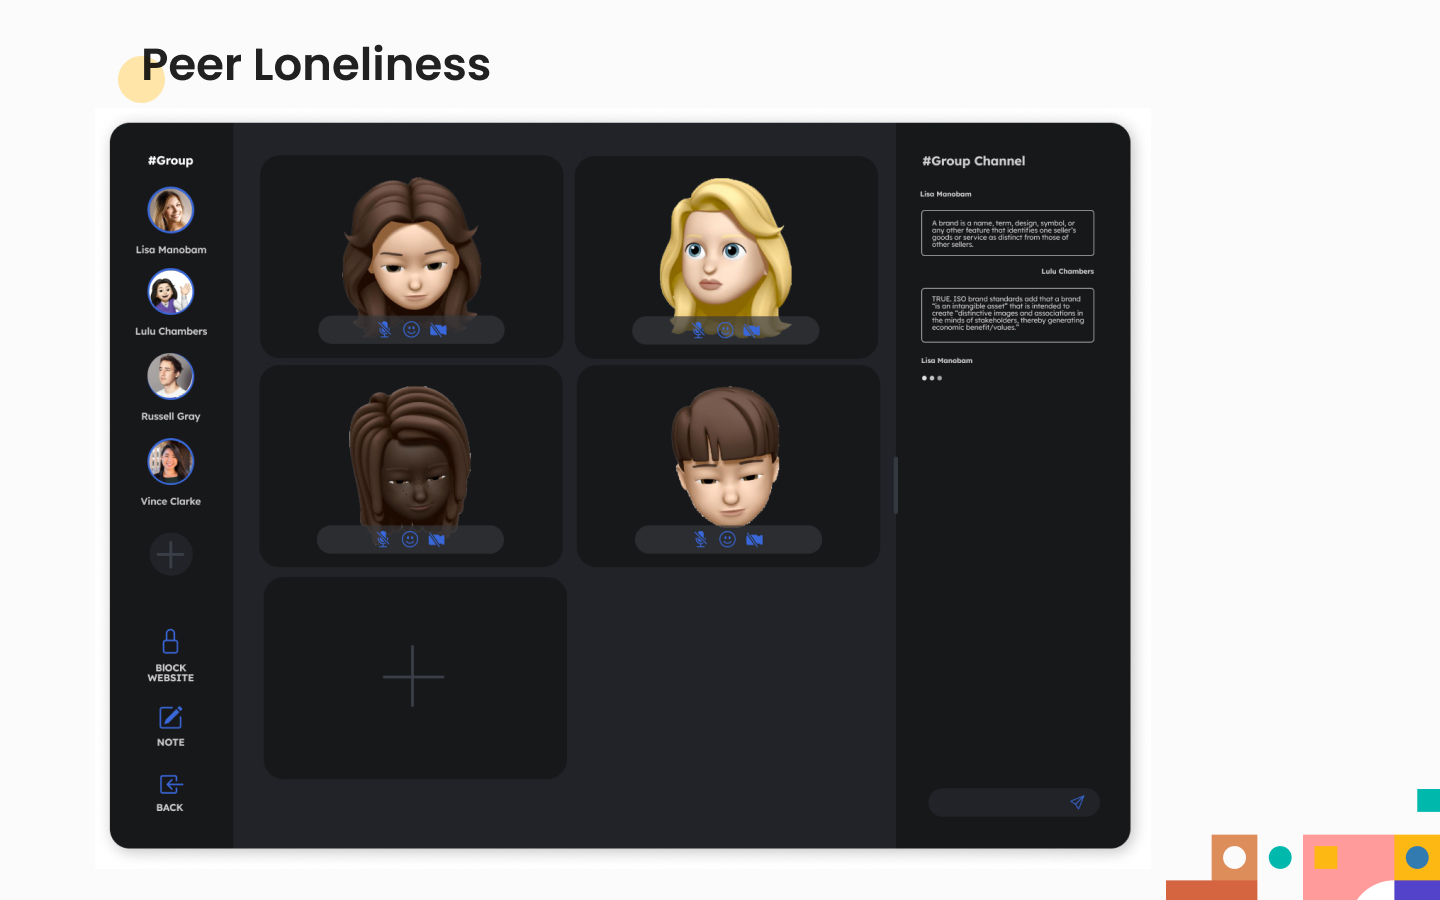 Peer Loneliness
#Group
Lisa Manobam
Lulu Chambers
Russell Gray
Vince Clarke
BlOCK
WEBSITE
NOTE
BACK
#Group Channel
Lisa Manobam
A brand is a name, term, design, symbol, or
any other feature that identifies one seller's
goods or service as distinct from those of
other sellers.
Lulu Chambers
TRUE. ISO brand standards add that a brand
"is an intangible asset" that is intended to
create "distinctive images and associations in
the minds of stakeholders, thereby generating
economic benefit/values."
Lisa Manobam